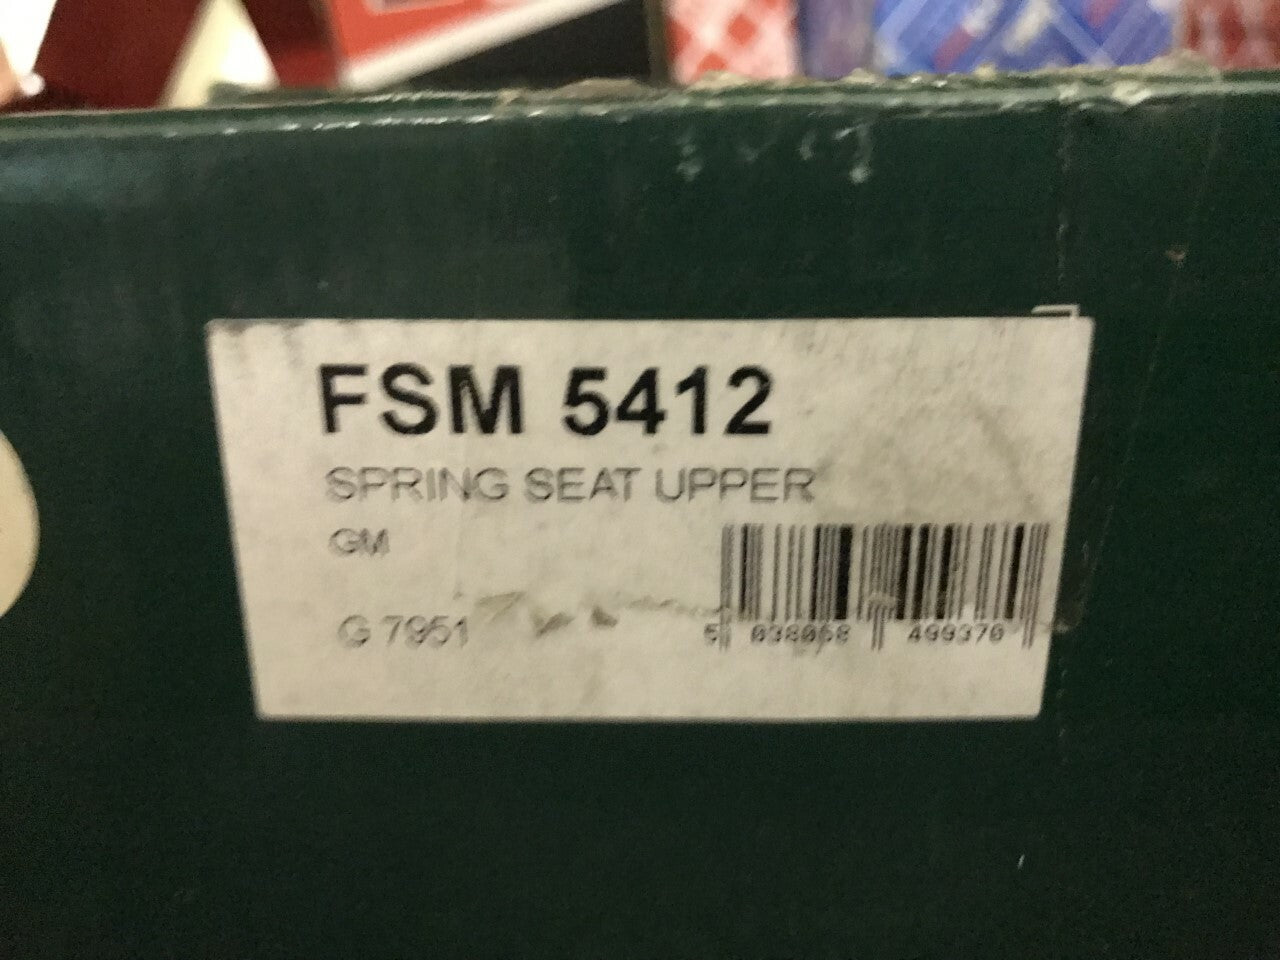 FSM 5412
SPRING SEAT UPPER
GM
G 7951
5 038068 499370